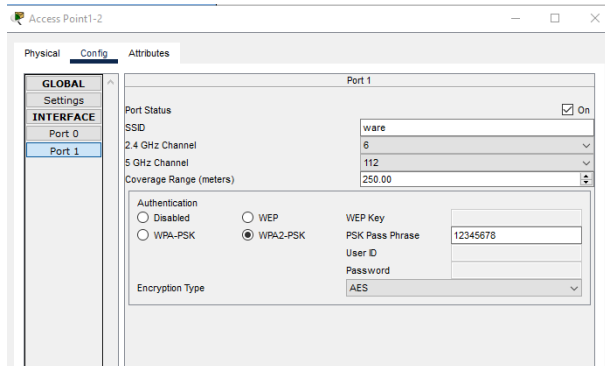 Access Point1-2
Physical Config Attributes
GLOBAL
Settings
INTERFACE
Port 0
Port 1
Port 1
Port Status On
SSID ware
2.4 GHz Channel 6
5 GHz Channel 112
Coverage Range (meters) 250.00
Authentication
Disabled WEP WEP Key
WPA-PSK WPA2-PSK PSK Pass Phrase 12345678
User ID
Password
Encryption Type AES